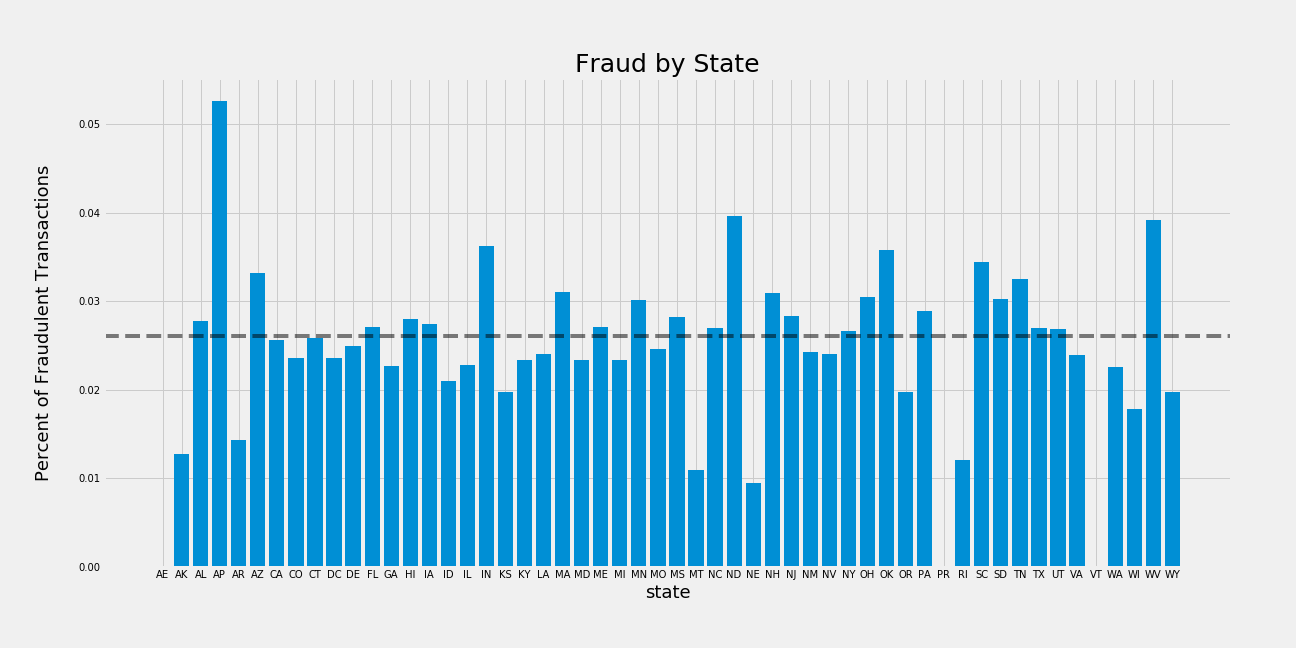 Fraud by State
Percent of Fraudulent Transactions
0.05
0.04
0.03
0.02
0.01
0.00
AE AK AL AP AR AZ CA CO CT DC DE FL GA HI IA ID IL IN KS KY LA MA MD ME MI MN MO MS MT NC ND NE NH NJ NM NV NY OH OK OR PA PR RI SC SD TN TX UT VA VT WA WI WV WY
state